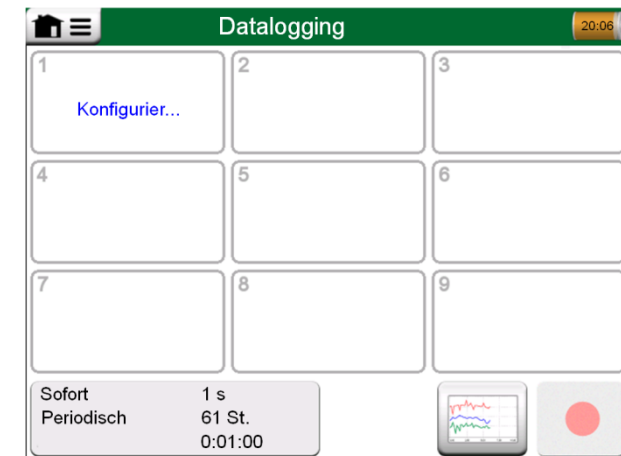 Datalogging
20:06
1
2
3
Konfigurier...
4
5
6
7
8
9
Sofort 1 s
Periodisch 61 St.
0:01:00